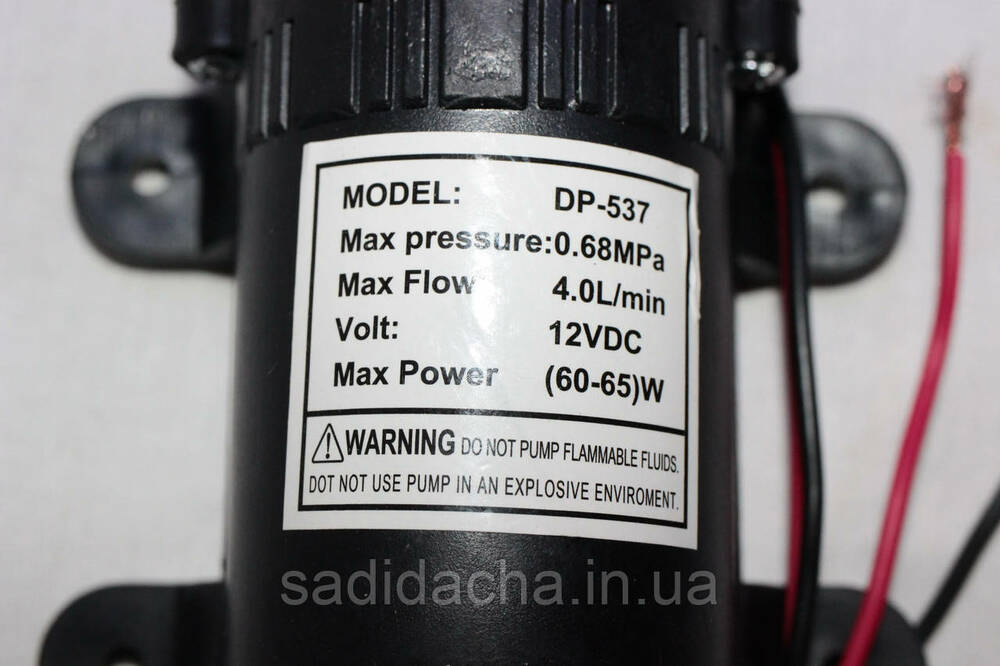 MODEL: DP-537
Max pressure:0.68MPa
Max Flow 4.0L/min
Volt: 12VDC
Max Power (60-65)W
WARNING DO NOT PUMP FLAMMABLE FLUIDS.
DOT NOT USE PUMP IN AN EXPLOSIVE ENVIROMENT.
sadidacha.in.ua